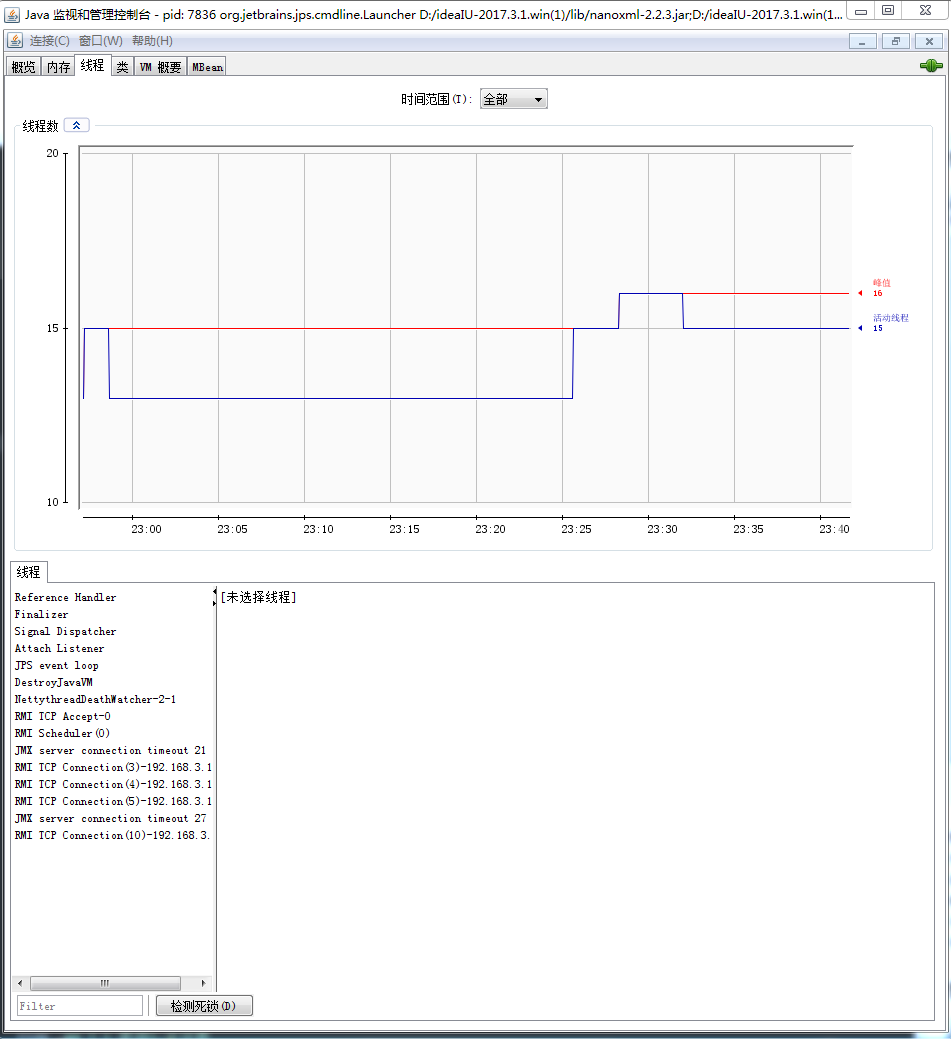 Java 监视和管理控制台 - pid: 7836 org.jetbrains.jps.cmdline.Launcher D:/ideaIU-2017.3.1.win(1)/lib/nanoxml-2.2.3.jar;D:/ideaIU-2017.3.1.win(1...
连接(C) 窗口(W) 帮助(H)
概览 内存 线程 类 VM 概要 MBean
时间范围(I): 全部
线程数
20
15
10
峰值
16
活动线程
15
23:00 23:05 23:10 23:15 23:20 23:25 23:30 23:35 23:40
线程
Reference Handler
Finalizer
Signal Dispatcher
Attach Listener
JPS event loop
DestroyJavaVM
NettythreadDeathWatcher-2-1
RMI TCP Accept-0
RMI Scheduler(0)
JMX server connection timeout 21
RMI TCP Connection(3)-192.168.3.1
RMI TCP Connection(4)-192.168.3.1
RMI TCP Connection(5)-192.168.3.1
JMX server connection timeout 27
RMI TCP Connection(10)-192.168.3.
[未选择线程]
Filter
检测死锁(D)